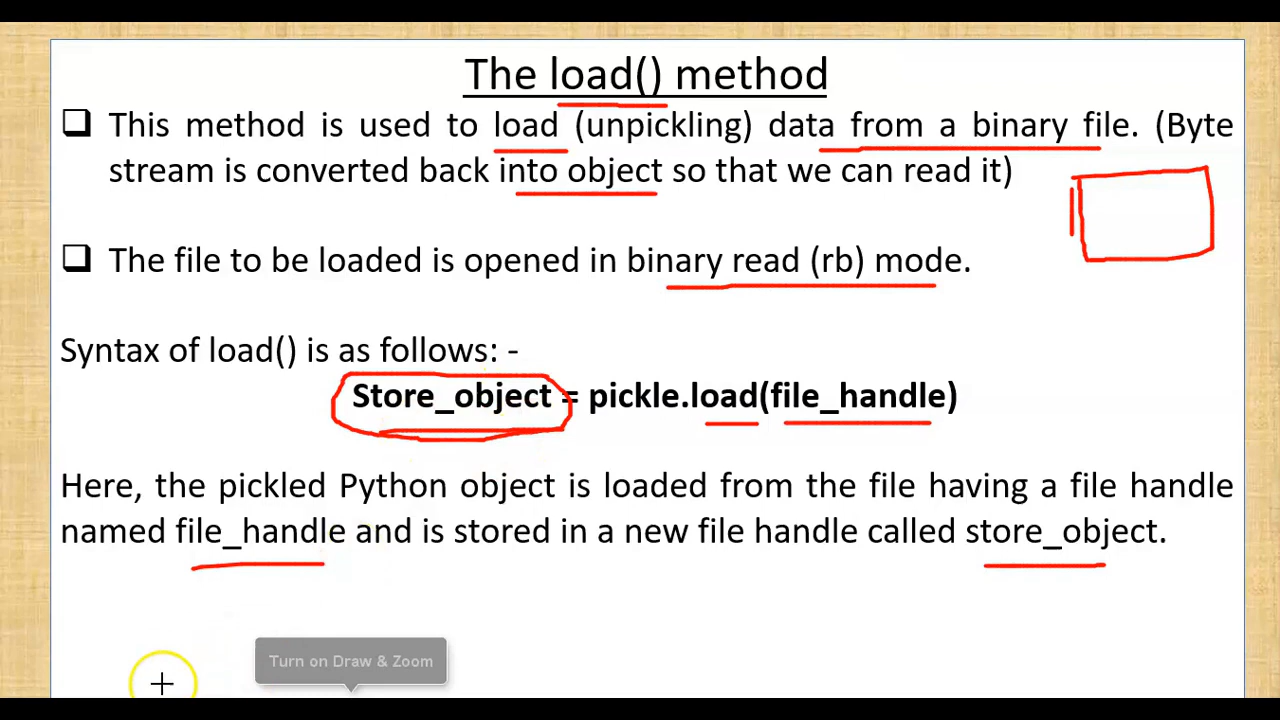 The load() method
❑ This method is used to load (unpickling) data from a binary file. (Byte
stream is converted back into object so that we can read it)
❑ The file to be loaded is opened in binary read (rb) mode.
Syntax of load() is as follows: -
Store_object = pickle.load(file_handle)
Here, the pickled Python object is loaded from the file having a file handle
named file_handle and is stored in a new file handle called store_object.
Turn on Draw & Zoom